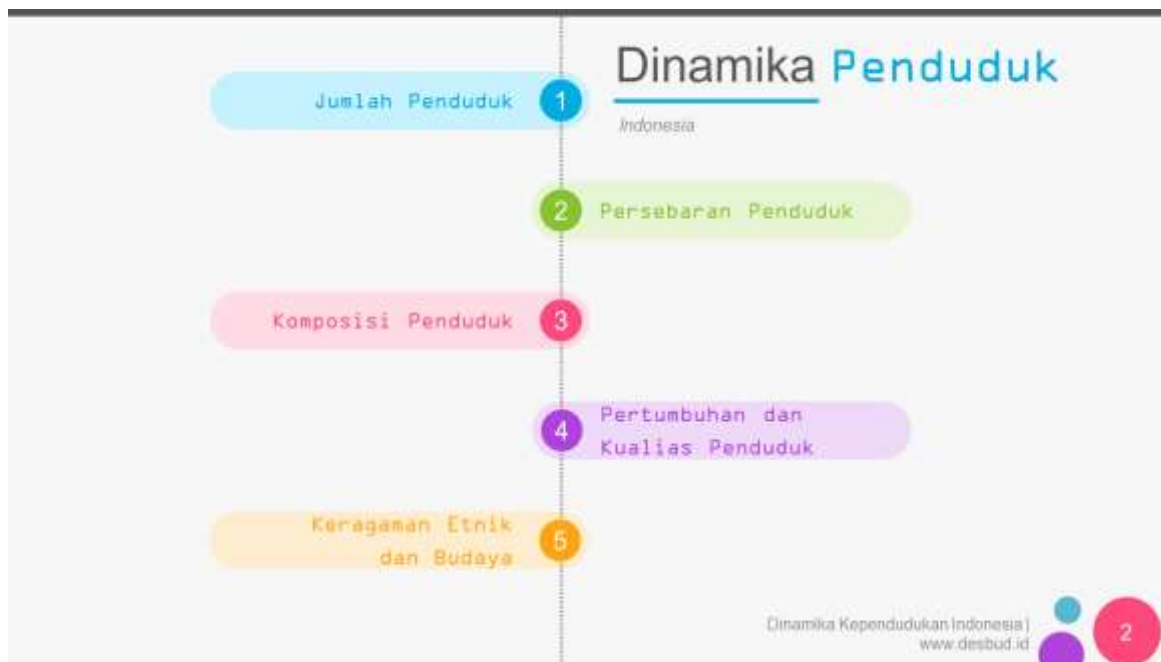 Dinamika Penduduk
Indonesia
Jumlah Penduduk 1
2 Persebaran Penduduk
Komposisi Penduduk 3
4 Pertumbuhan dan
Kualias Penduduk
Keragaman Etnik
dan Budaya 5
Dinamika Kependudukan Indonesia |
www.desbud.id
2